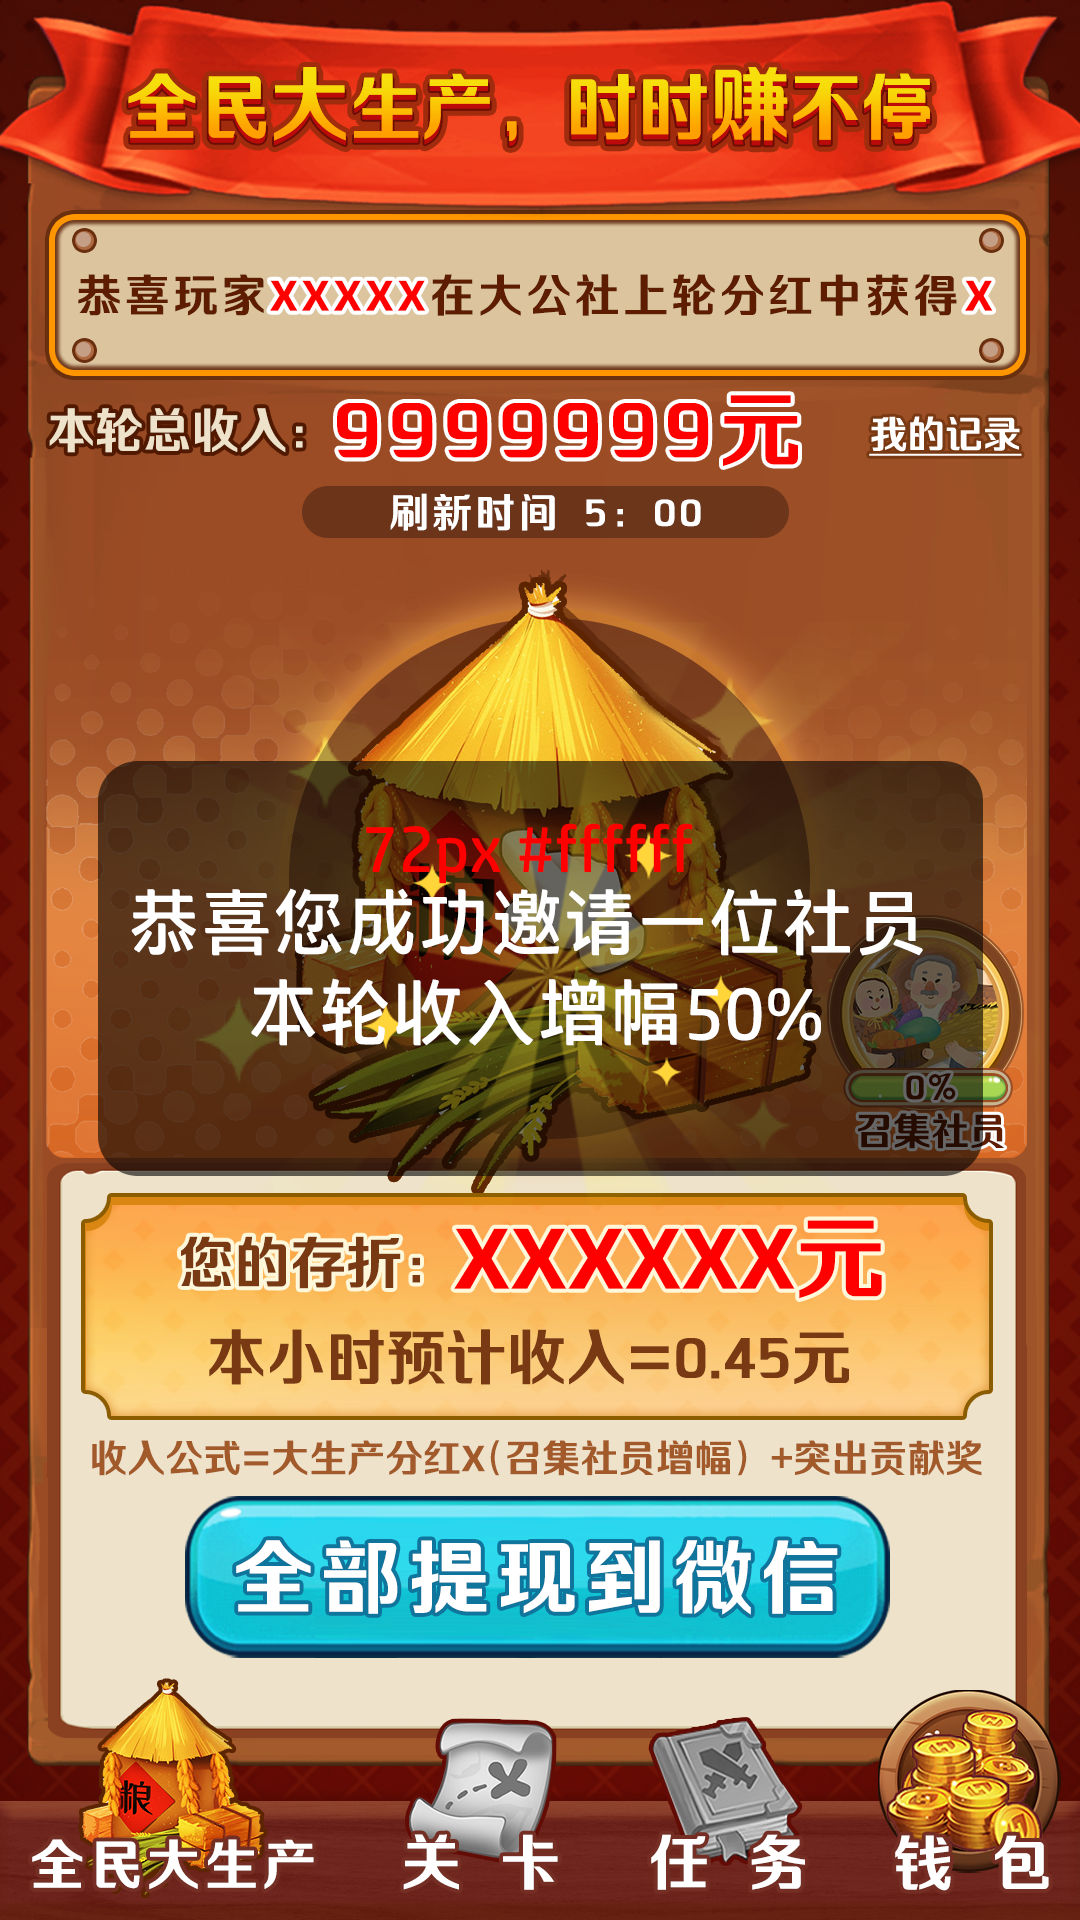 全民大生产，时时赚不停
恭喜玩家XXXXX在大公社上轮分红中获得X
本轮总收入：9999999元
我的记录
刷新时间 5：00
72px #ffffff
恭喜您成功邀请一位社员
本轮收入增幅50%
0%
召集社员
您的存折：XXXXXX元
本小时预计收入=0.45元
收入公式=大生产分红X(召集社员增幅）+突出贡献奖
全部提现到微信
粮
全民大生产
关卡
任务
钱包